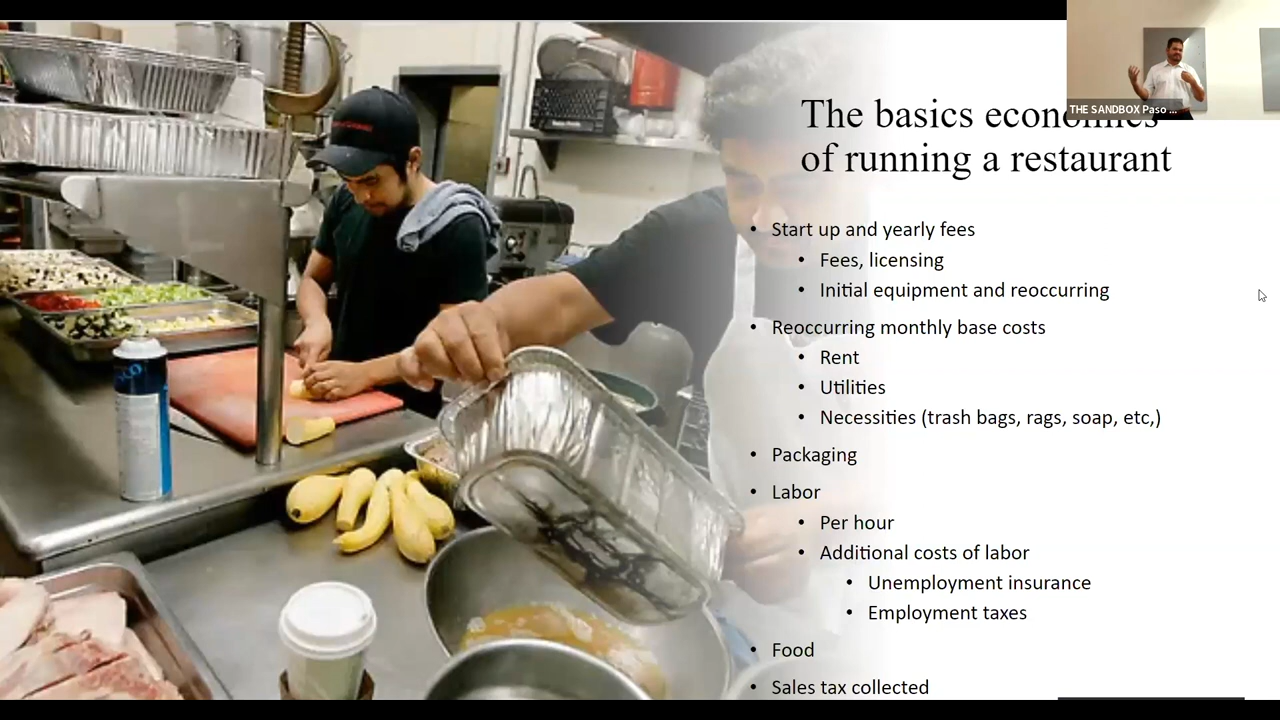 THE SANDBOX Paso ...
The basics economics
of running a restaurant
• Start up and yearly fees
• Fees, licensing
• Initial equipment and reoccurring
• Reoccurring monthly base costs
• Rent
• Utilities
• Necessities (trash bags, rags, soap, etc,)
• Packaging
• Labor
• Per hour
• Additional costs of labor
• Unemployment insurance
• Employment taxes
• Food
• Sales tax collected